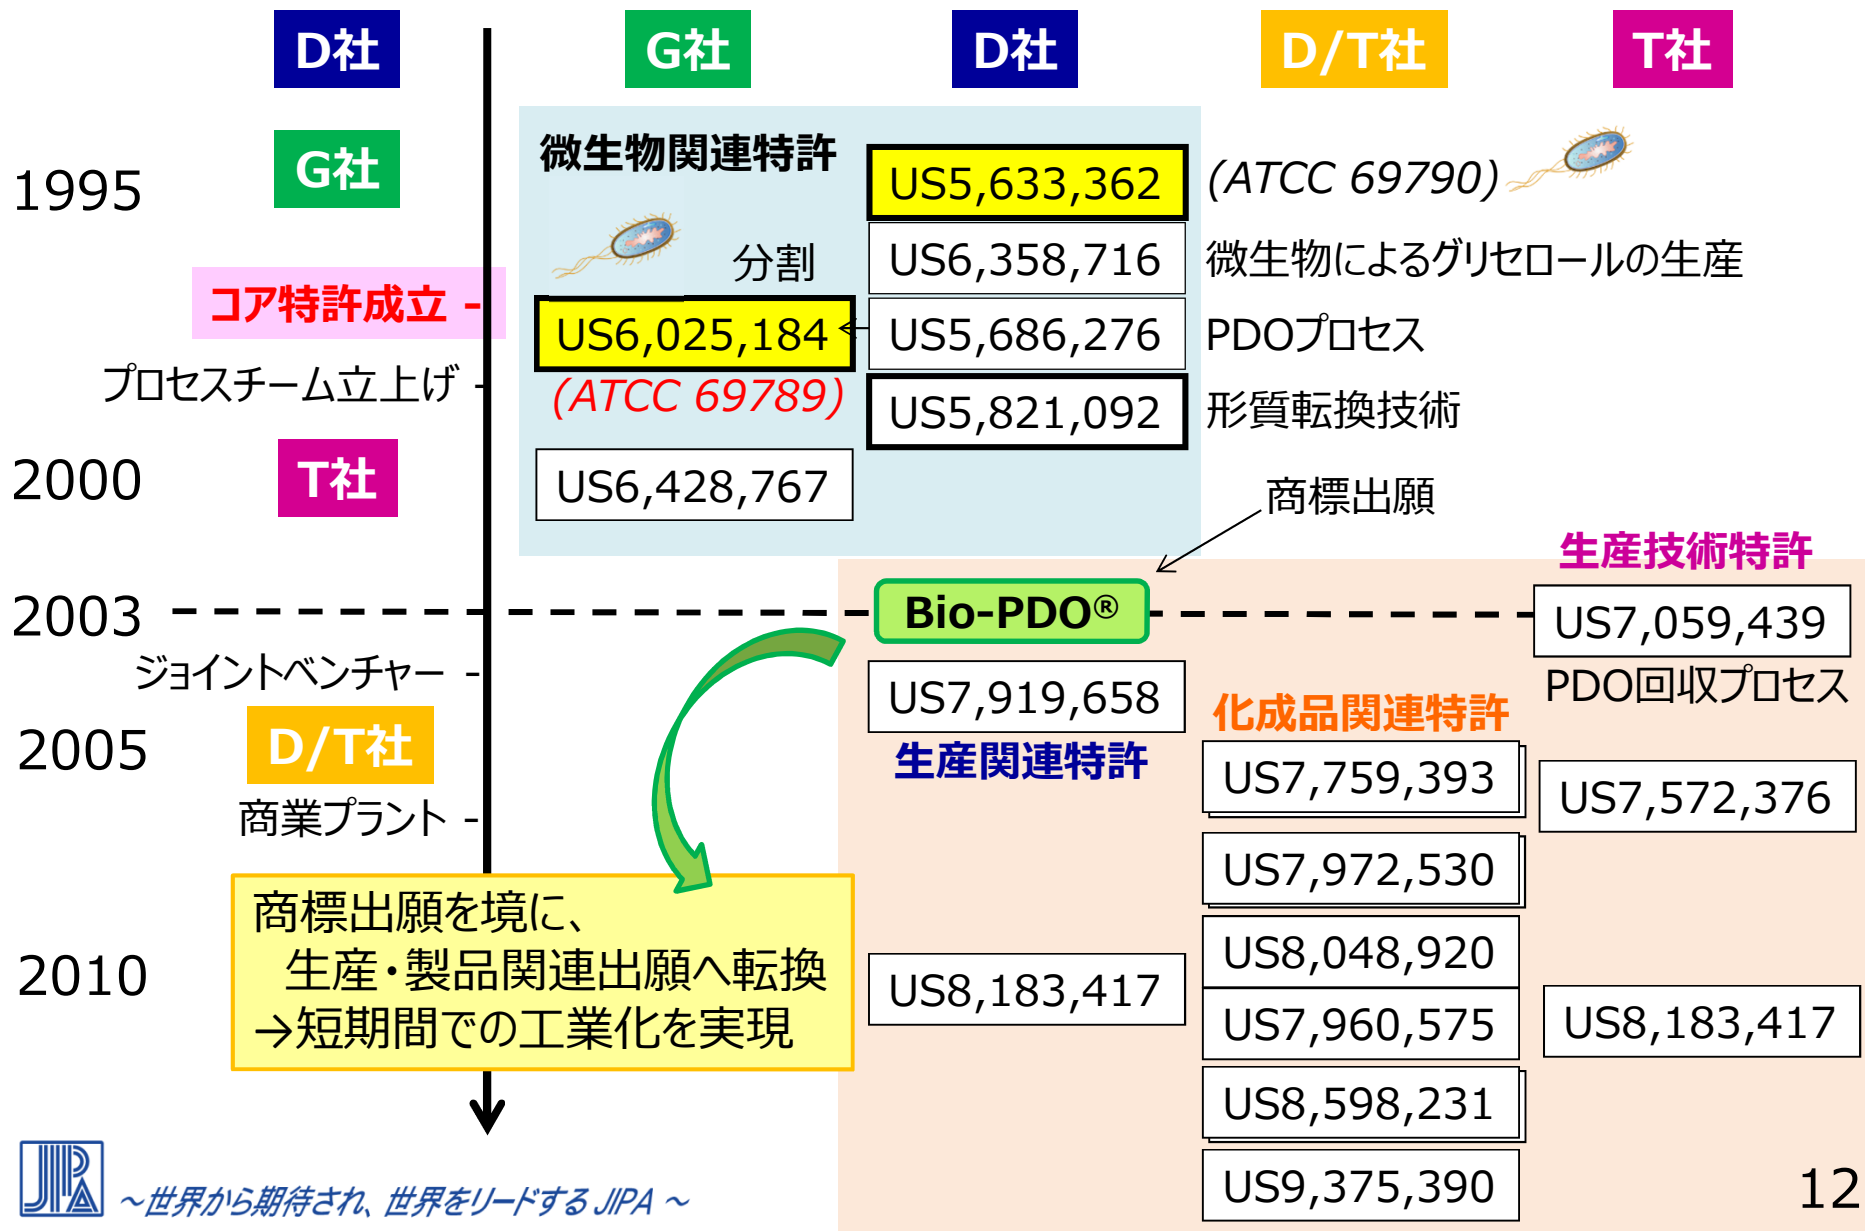 D社
G社
D社
D/T社
T社
1995
G社
微生物関連特許
US5,633,362
(ATCC 69790)
分割
US6,358,716
微生物によるグリセロールの生産
コア特許成立 -
US6,025,184
US5,686,276
PDOプロセス
プロセスチーム立上げ -
(ATCC 69789)
US5,821,092
形質転換技術
2000
T社
US6,428,767
商標出願
生産技術特許
2003
Bio-PDO®
US7,059,439
PDO回収プロセス
ジョイントベンチャー -
US7,919,658
生産関連特許
化成品関連特許
2005
D/T社
US7,759,393
US7,572,376
商業プラント -
US7,972,530
商標出願を境に、
生産・製品関連出願へ転換
→短期間での工業化を実現
2010
US8,183,417
US8,048,920
US7,960,575
US8,183,417
US8,598,231
US9,375,390
JIPA
～世界から期待され、世界をリードするJIPA～
12